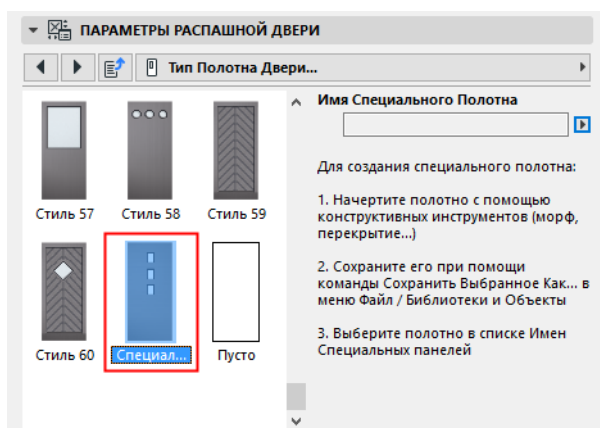 ПАРАМЕТРЫ РАСПАШНОЙ ДВЕРИ
Тип Полотна Двери...
Стиль 57 Стиль 58 Стиль 59
Стиль 60 Специал... Пусто
Имя Специального Полотна
Для создания специального полотна:
1. Начертите полотно с помощью
конструктивных инструментов (морф,
перекрытие...)
2. Сохраните его при помощи
команды Сохранить Выбранное Как... в
меню Файл / Библиотеки и Объекты
3. Выберите полотно в списке Имен
Специальных панелей